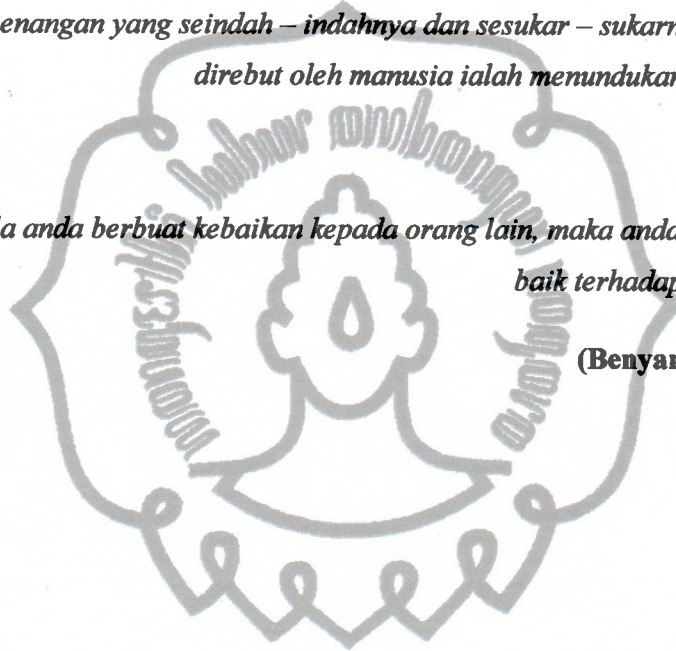 enangan yang seindah – indahnya dan sesukar – sukarn
direbut oleh manusia ialah menundukan
la anda berbuat kebaikan kepada orang lain, maka anda
baik terhadap